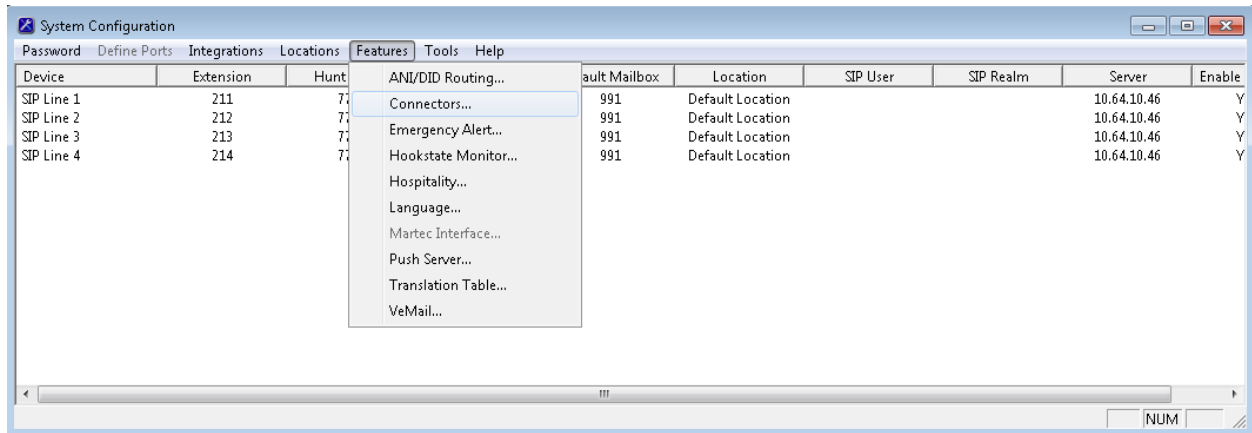 System Configuration
Password Define Ports Integrations Locations Features Tools Help
Device Extension Hunt ault Mailbox Location SIP User SIP Realm Server Enable
SIP Line 1 211 77 991 Default Location 10.64.10.46 Y
SIP Line 2 212 77 991 Default Location 10.64.10.46 Y
SIP Line 3 213 77 991 Default Location 10.64.10.46 Y
SIP Line 4 214 77 991 Default Location 10.64.10.46 Y
ANI/DID Routing...
Connectors...
Emergency Alert...
Hookstate Monitor...
Hospitality...
Language...
Martec Interface...
Push Server...
Translation Table...
VeMail...
NUM